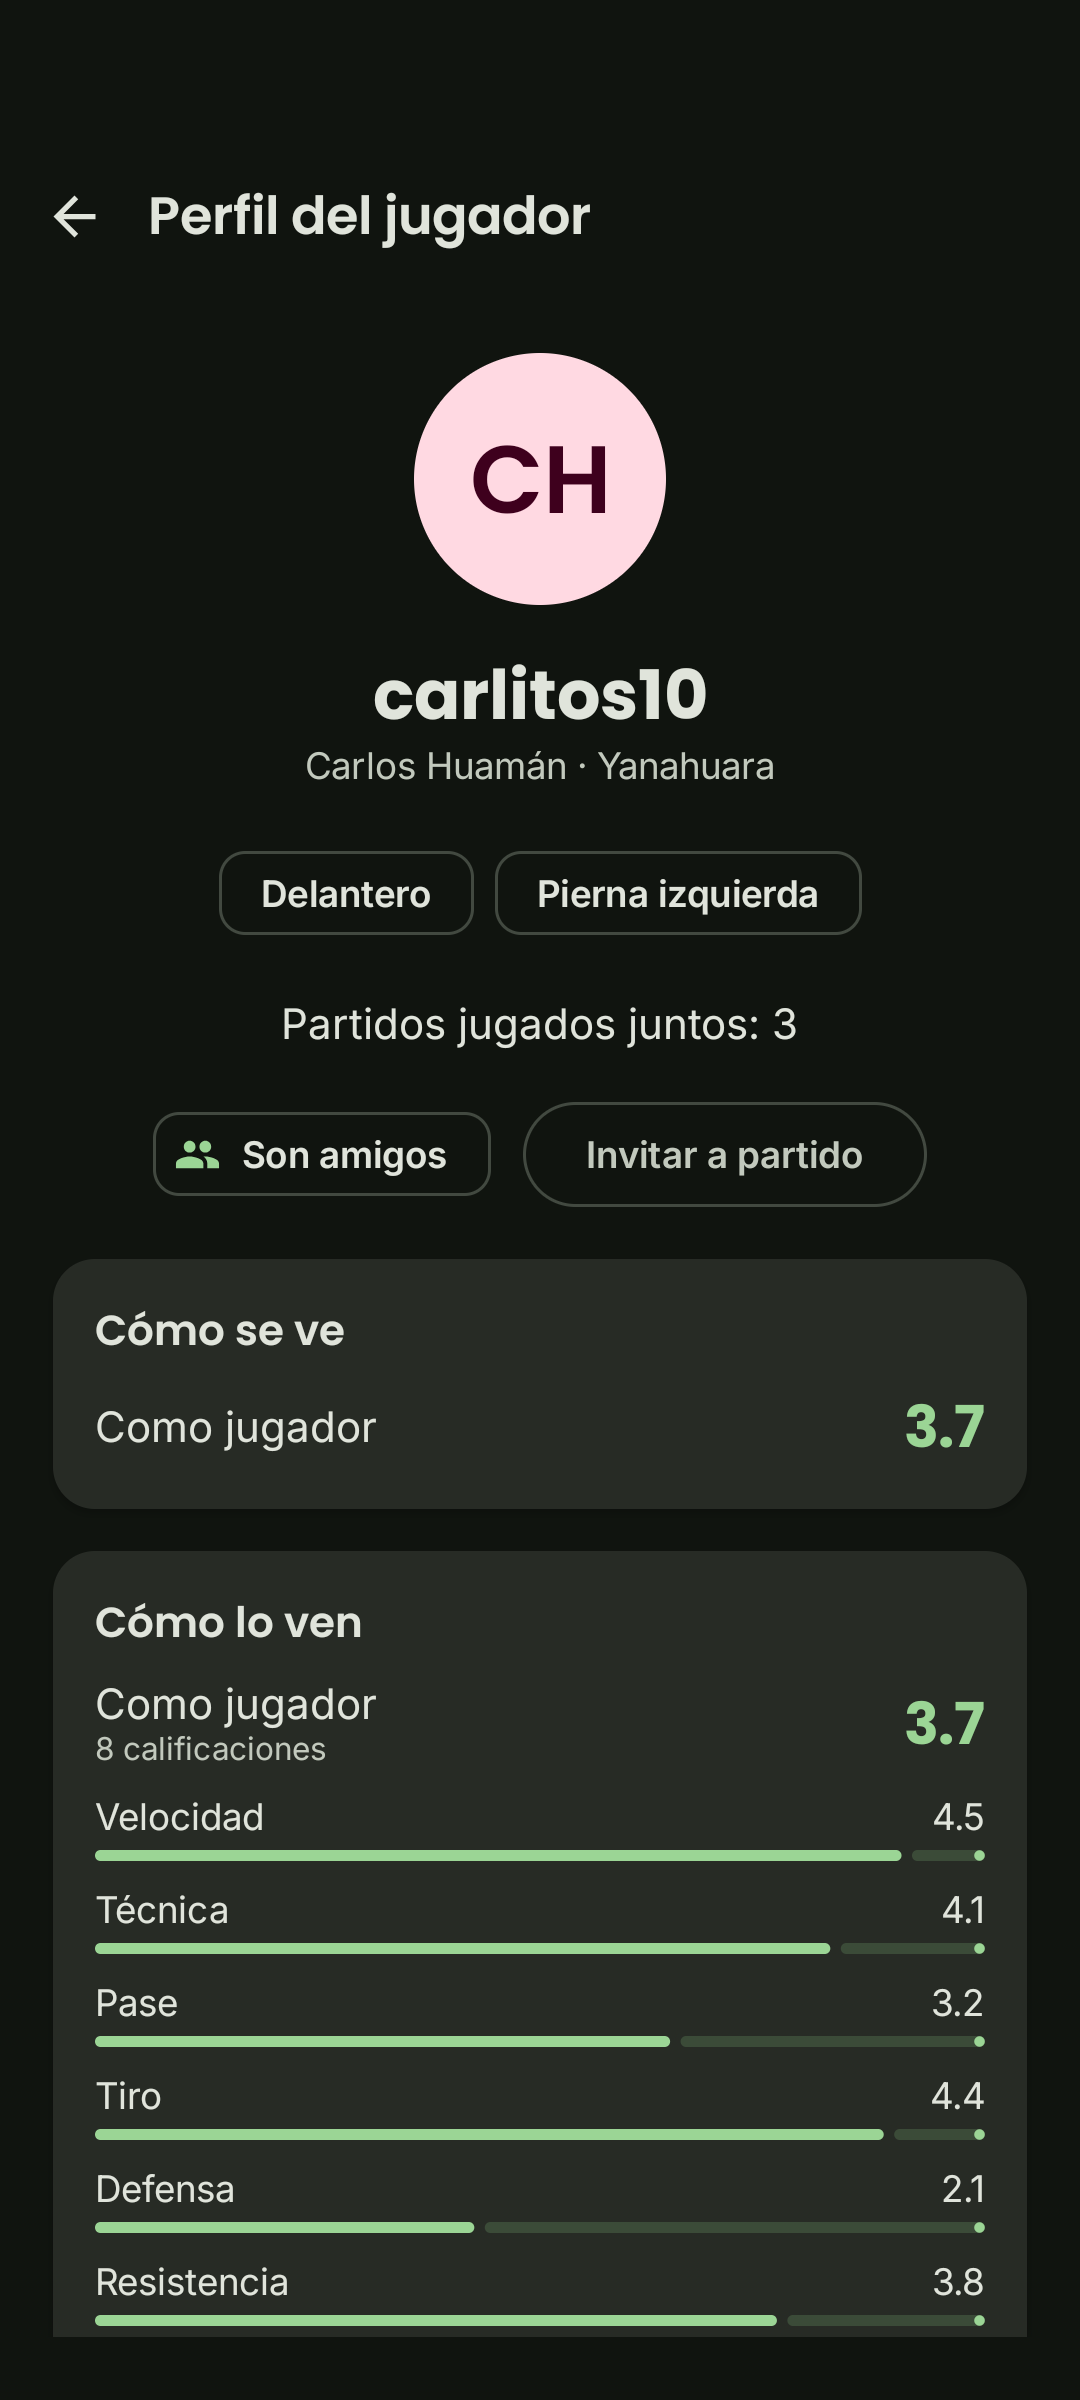 Perfil del jugador
CH
carlitos10
Carlos Huamán · Yanahuara
Delantero
Pierna izquierda
Partidos jugados juntos: 3
Son amigos
Invitar a partido
Cómo se ve
Como jugador 3.7
Cómo lo ven
Como jugador 3.7
8 calificaciones
Velocidad 4.5
Técnica 4.1
Pase 3.2
Tiro 4.4
Defensa 2.1
Resistencia 3.8